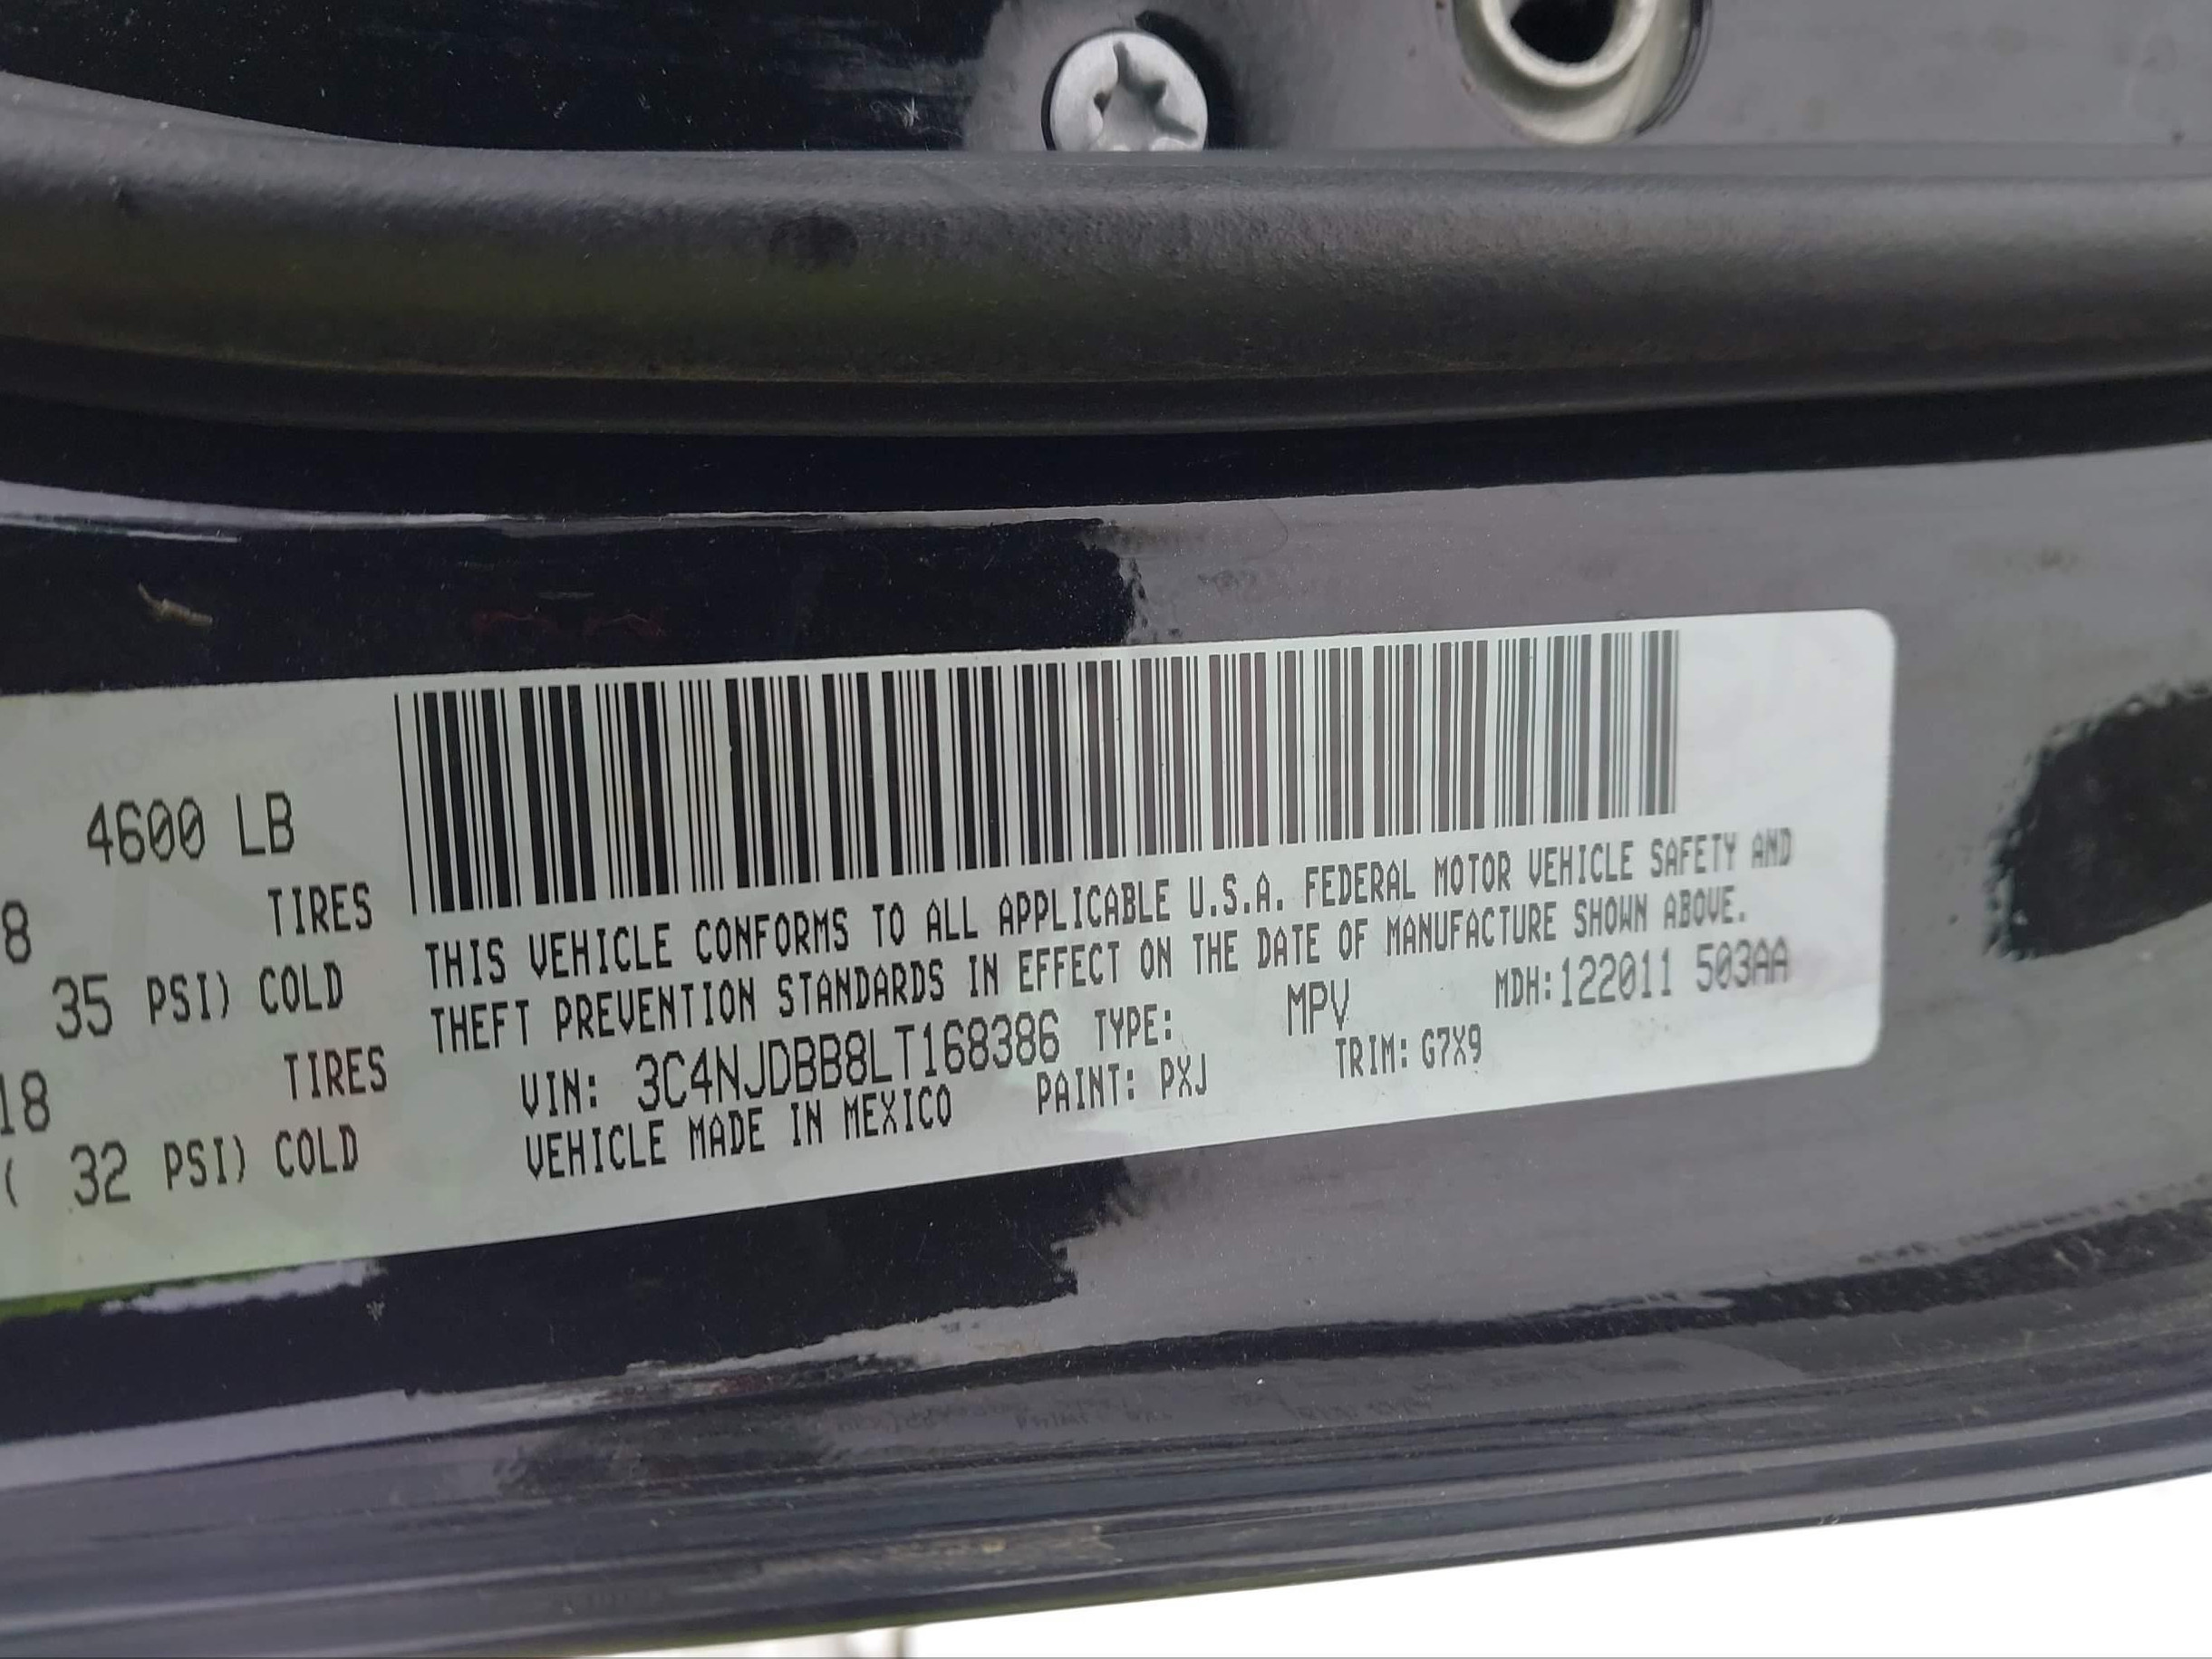 4600 LB
8 TIRES
35 PSI) COLD
18 TIRES
( 32 PSI) COLD
THIS VEHICLE CONFORMS TO ALL APPLICABLE U.S.A. FEDERAL MOTOR VEHICLE SAFETY AND
THEFT PREVENTION STANDARDS IN EFFECT ON THE DATE OF MANUFACTURE SHOWN ABOVE.
VIN: 3C4NJDBB8LT168386 TYPE: MPV MDH:122011 503AA
VEHICLE MADE IN MEXICO PAINT: PXJ TRIM: G7X9